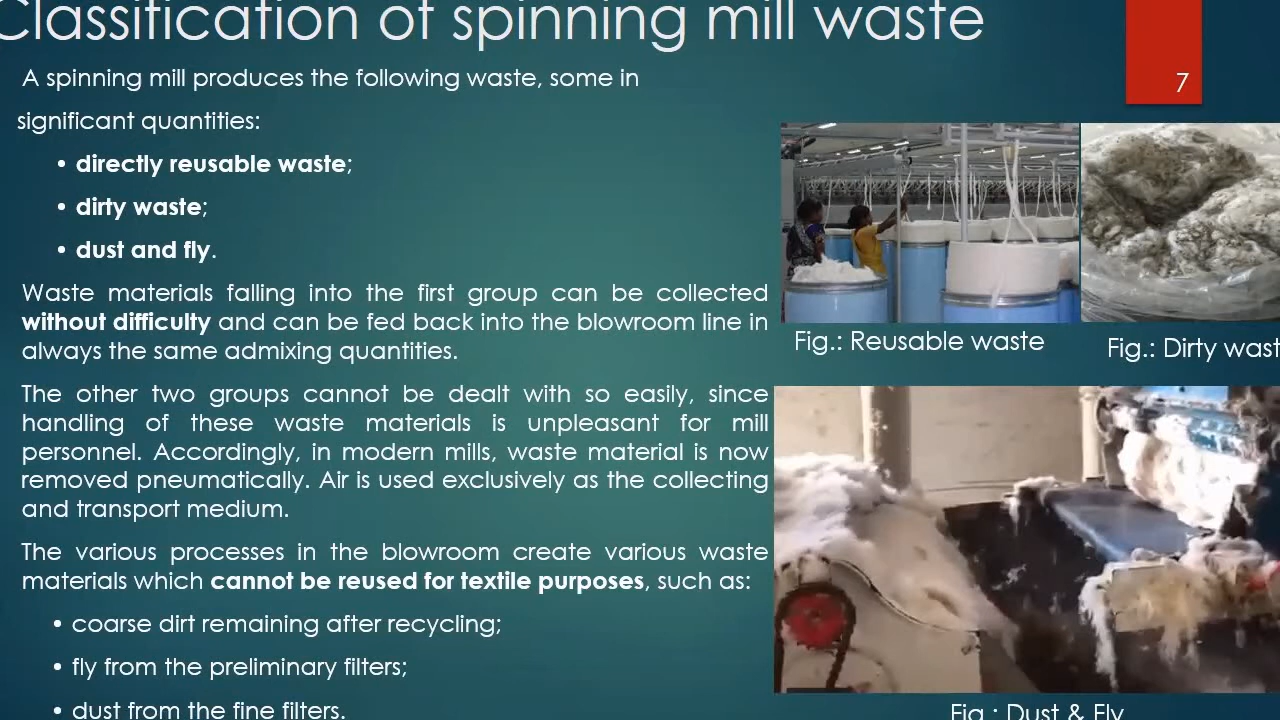 Classification of spinning mill waste
7
A spinning mill produces the following waste, some in
significant quantities:
• directly reusable waste;
• dirty waste;
• dust and fly.
Waste materials falling into the first group can be collected
without difficulty and can be fed back into the blowroom line in
always the same admixing quantities.
The other two groups cannot be dealt with so easily, since
handling of these waste materials is unpleasant for mill
personnel. Accordingly, in modern mills, waste material is now
removed pneumatically. Air is used exclusively as the collecting
and transport medium.
The various processes in the blowroom create various waste
materials which cannot be reused for textile purposes, such as:
• coarse dirt remaining after recycling;
• fly from the preliminary filters;
• dust from the fine filters.
Fig.: Reusable waste
Fig.: Dirty wast
Fig.: Dust & Fly